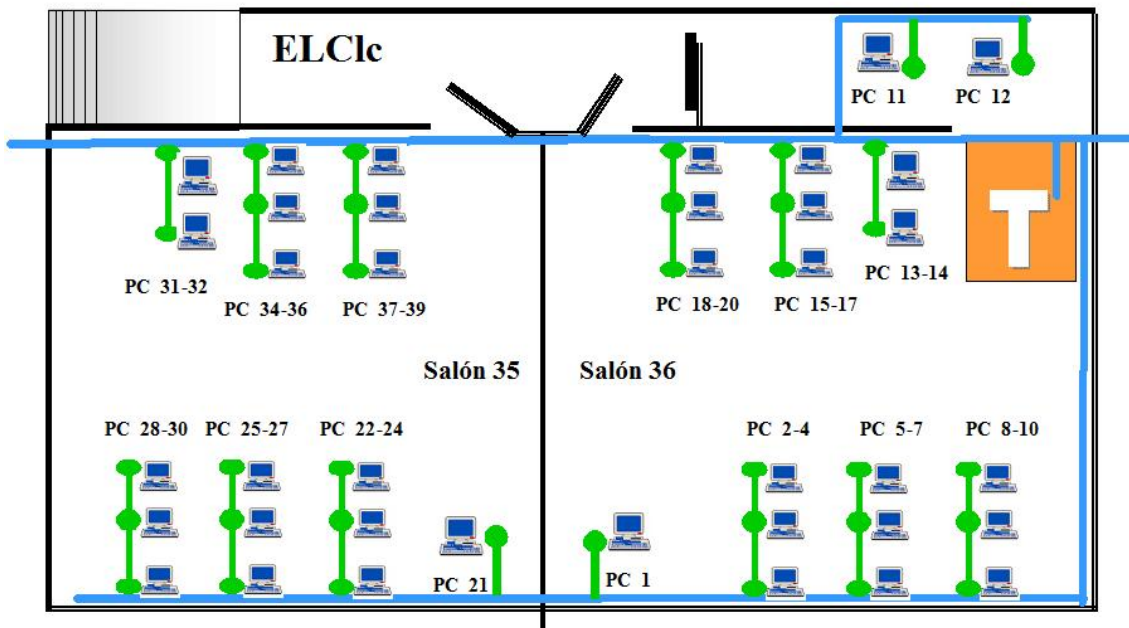 ELClc
PC 11
PC 12
T
PC 31-32
PC 34-36
PC 37-39
PC 18-20
PC 15-17
PC 13-14
Salón 35
Salón 36
PC 28-30
PC 25-27
PC 22-24
PC 2-4
PC 5-7
PC 8-10
PC 21
PC 1